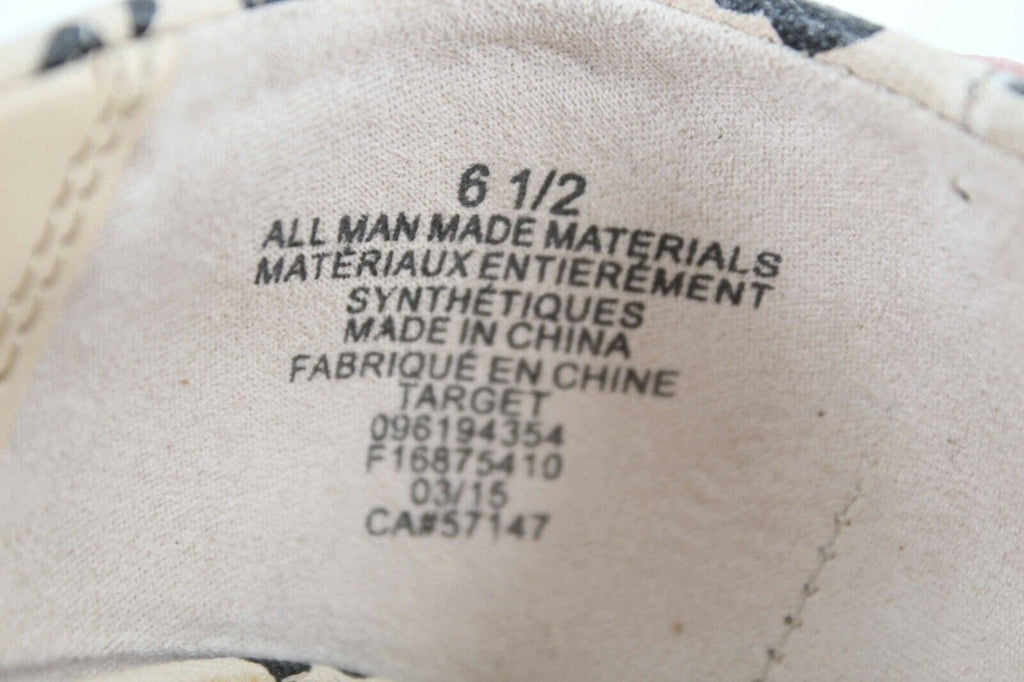 6 1/2
ALL MAN MADE MATERIALS
MATÉRIAUX ENTIERÉMENT
SYNTHÉTIQUES
MADE IN CHINA
FABRIQUÉ EN CHINE
TARGET
096194354
F16875410
03/15
CA#57147